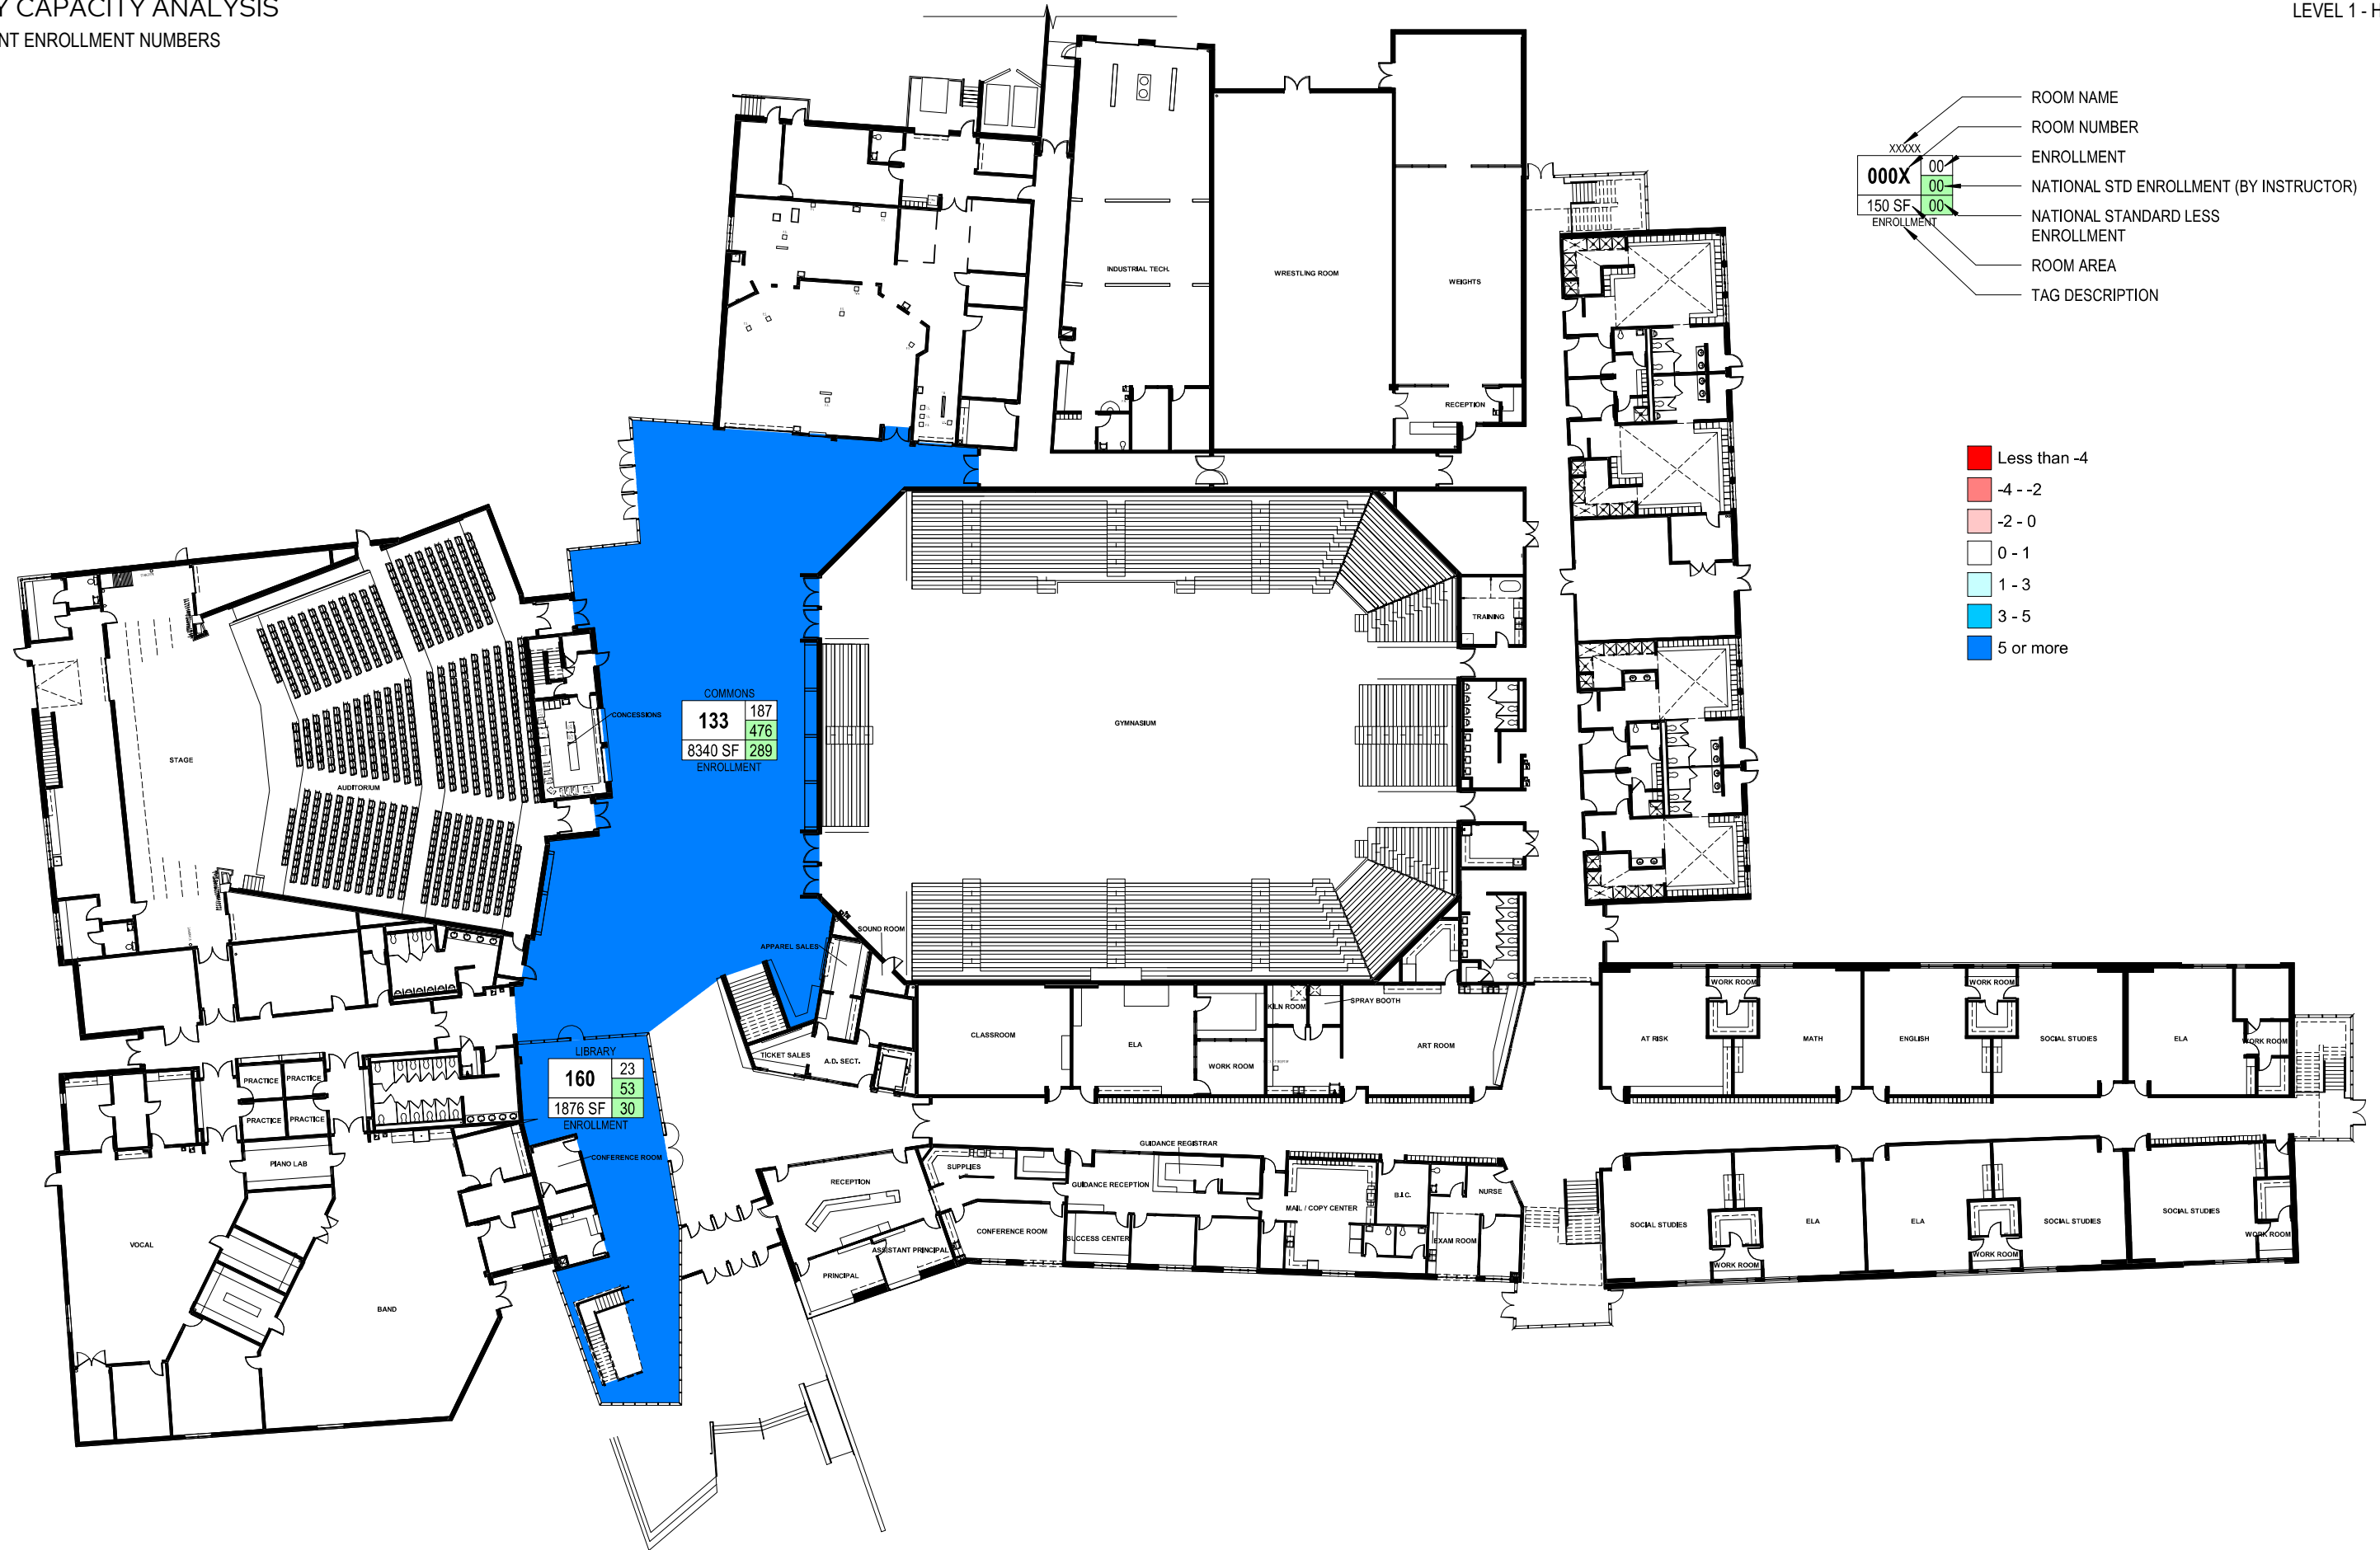 Y CAPACITY ANALYSIS
NT ENROLLMENT NUMBERS
LEVEL 1 - H
ROOM NAME
ROOM NUMBER
XXXXX
ENROLLMENT
000X
00
00
NATIONAL STD ENROLLMENT (BY INSTRUCTOR)
150 SF
00
NATIONAL STANDARD LESS
ENROLLMENT
ENROLLMENT
ROOM AREA
TAG DESCRIPTION
Less than -4
-4 - -2
-2 - 0
0 - 1
1 - 3
3 - 5
5 or more
INDUSTRIAL TECH.
WRESTLING ROOM
WEIGHTS
RECEPTION
TRAINING
COMMONS
133
187
476
8340 SF
289
ENROLLMENT
CONCESSIONS
GYMNASIUM
STAGE
AUDITORIUM
SOUND ROOM
APPAREL SALES
TICKET SALES
A.D. SECT.
CLASSROOM
ELA
WORK ROOM
KILN ROOM
SPRAY BOOTH
ART ROOM
AT RISK
WORK ROOM
MATH
ENGLISH
WORK ROOM
SOCIAL STUDIES
ELA
WORK ROOM
LIBRARY
160
23
53
1876 SF
30
ENROLLMENT
CONFERENCE ROOM
PRACTICE
PRACTICE
PRACTICE
PRACTICE
PIANO LAB
VOCAL
BAND
RECEPTION
PRINCIPAL
ASSISTANT PRINCIPAL
SUPPLIES
CONFERENCE ROOM
GUIDANCE REGISTRAR
GUIDANCE RECEPTION
SUCCESS CENTER
MAIL / COPY CENTER
B.I.C.
NURSE
EXAM ROOM
SOCIAL STUDIES
WORK ROOM
ELA
ELA
WORK ROOM
SOCIAL STUDIES
SOCIAL STUDIES
WORK ROOM